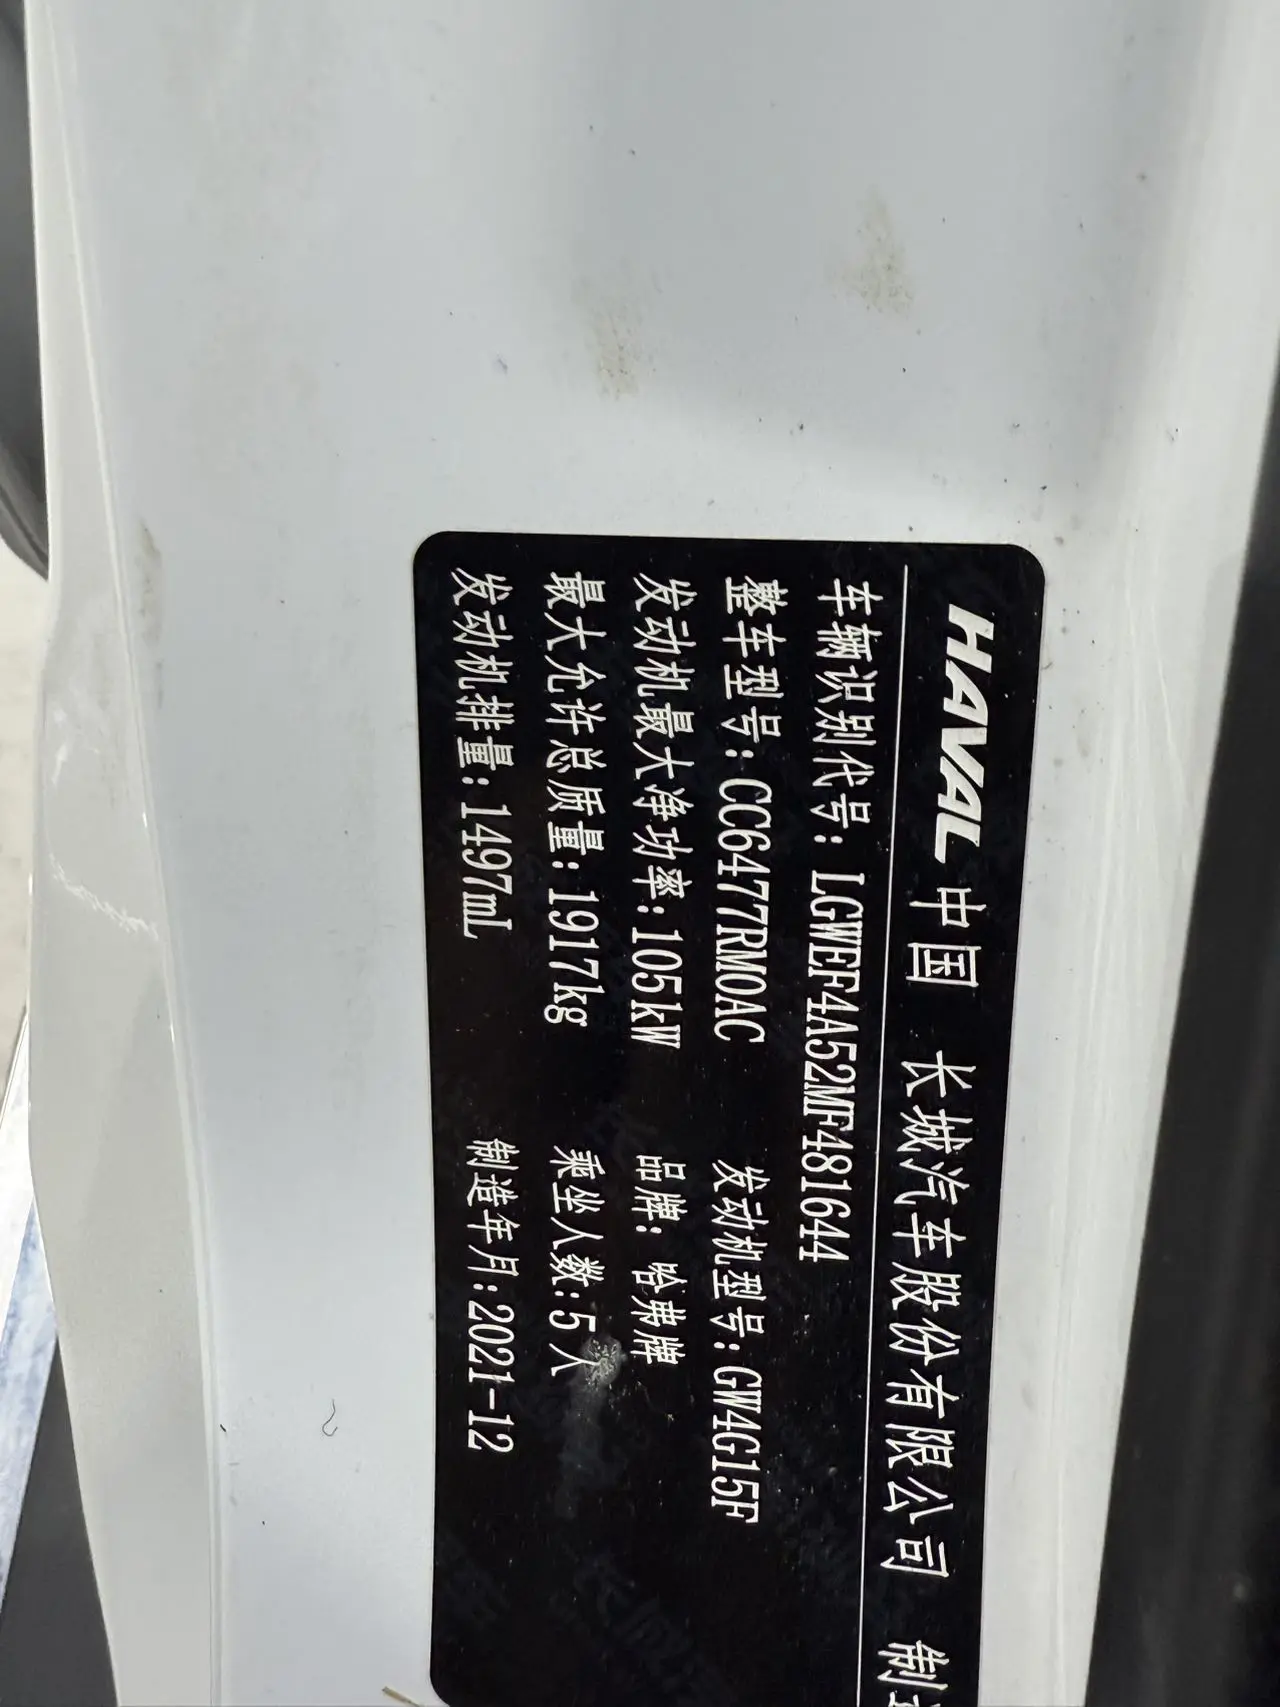 HAVAL 中国 长城汽车股份有限公司 制造
车辆识别代号：LGWEF4A52MF481644
整车型号：CC6477RM0AC 发动机型号：GW4G15F
发动机最大净功率：105kW 品牌：哈弗牌
最大允许总质量：1917kg 乘坐人数：5人
发动机排量：1497mL 制造年月：2021-12